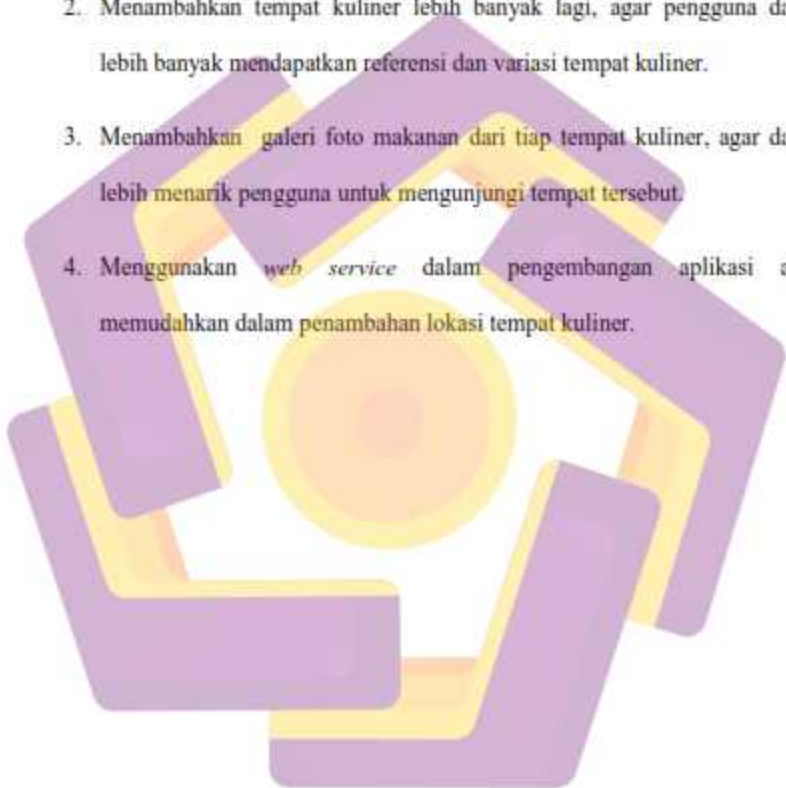 2. Menambahkan tempat kuliner lebih banyak lagi, agar pengguna da
lebih banyak mendapatkan referensi dan variasi tempat kuliner.
3. Menambahkan galeri foto makanan dari tiap tempat kuliner, agar da
lebih menarik pengguna untuk mengunjungi tempat tersebut.
4. Menggunakan web service dalam pengembangan aplikasi a
memudahkan dalam penambahan lokasi tempat kuliner.